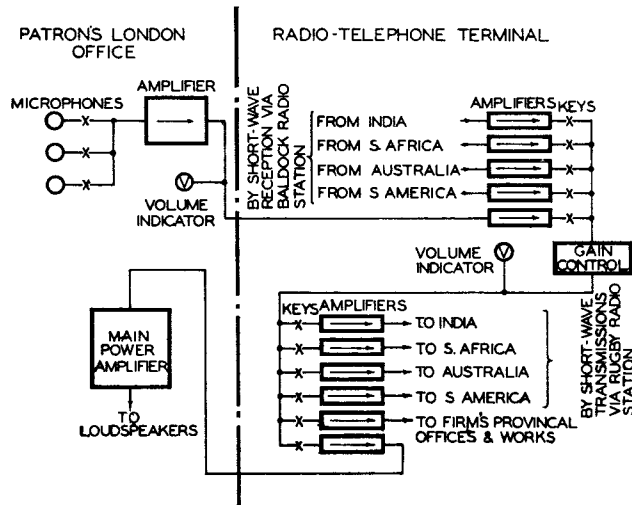 PATRON'S LONDON
OFFICE
RADIO-TELEPHONE TERMINAL
MICROPHONES
AMPLIFIER
VOLUME
INDICATOR
V
BY SHORT-WAVE
RECEPTION VIA
BALDOCK RADIO
STATION
AMPLIFIERS
KEYS
FROM INDIA
FROM S. AFRICA
FROM AUSTRALIA
FROM S AMERICA
GAIN
CONTROL
VOLUME
INDICATOR
V
KEYS
AMPLIFIERS
TO INDIA
TO S. AFRICA
TO AUSTRALIA
TO S AMERICA
TO FIRM'S PROVINCAL
OFFICES & WORKS
BY SHORT-WAVE
TRANSMISSIONS
VIA RUGBY RADIO
STATION
MAIN
POWER
AMPLIFIER
TO
LOUDSPEAKERS